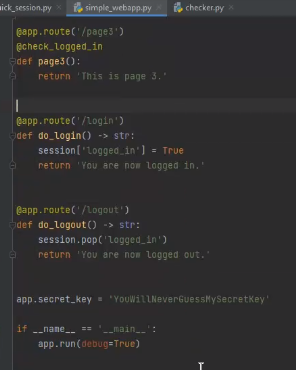 ick_session.py × simple_webapp.py × checker.py ×
@app.route('/page3')
@check_logged_in
def page3():
    return 'This is page 3.'
@app.route('/login')
def do_login() -> str:
    session['logged_in'] = True
    return 'You are now logged in.'
@app.route('/logout')
def do_logout() -> str:
    session.pop('logged_in')
    return 'You are now logged out.'
app.secret_key = 'YouWillNeverGuessMySecretKey'
if __name__ == '__main__':
    app.run(debug=True)